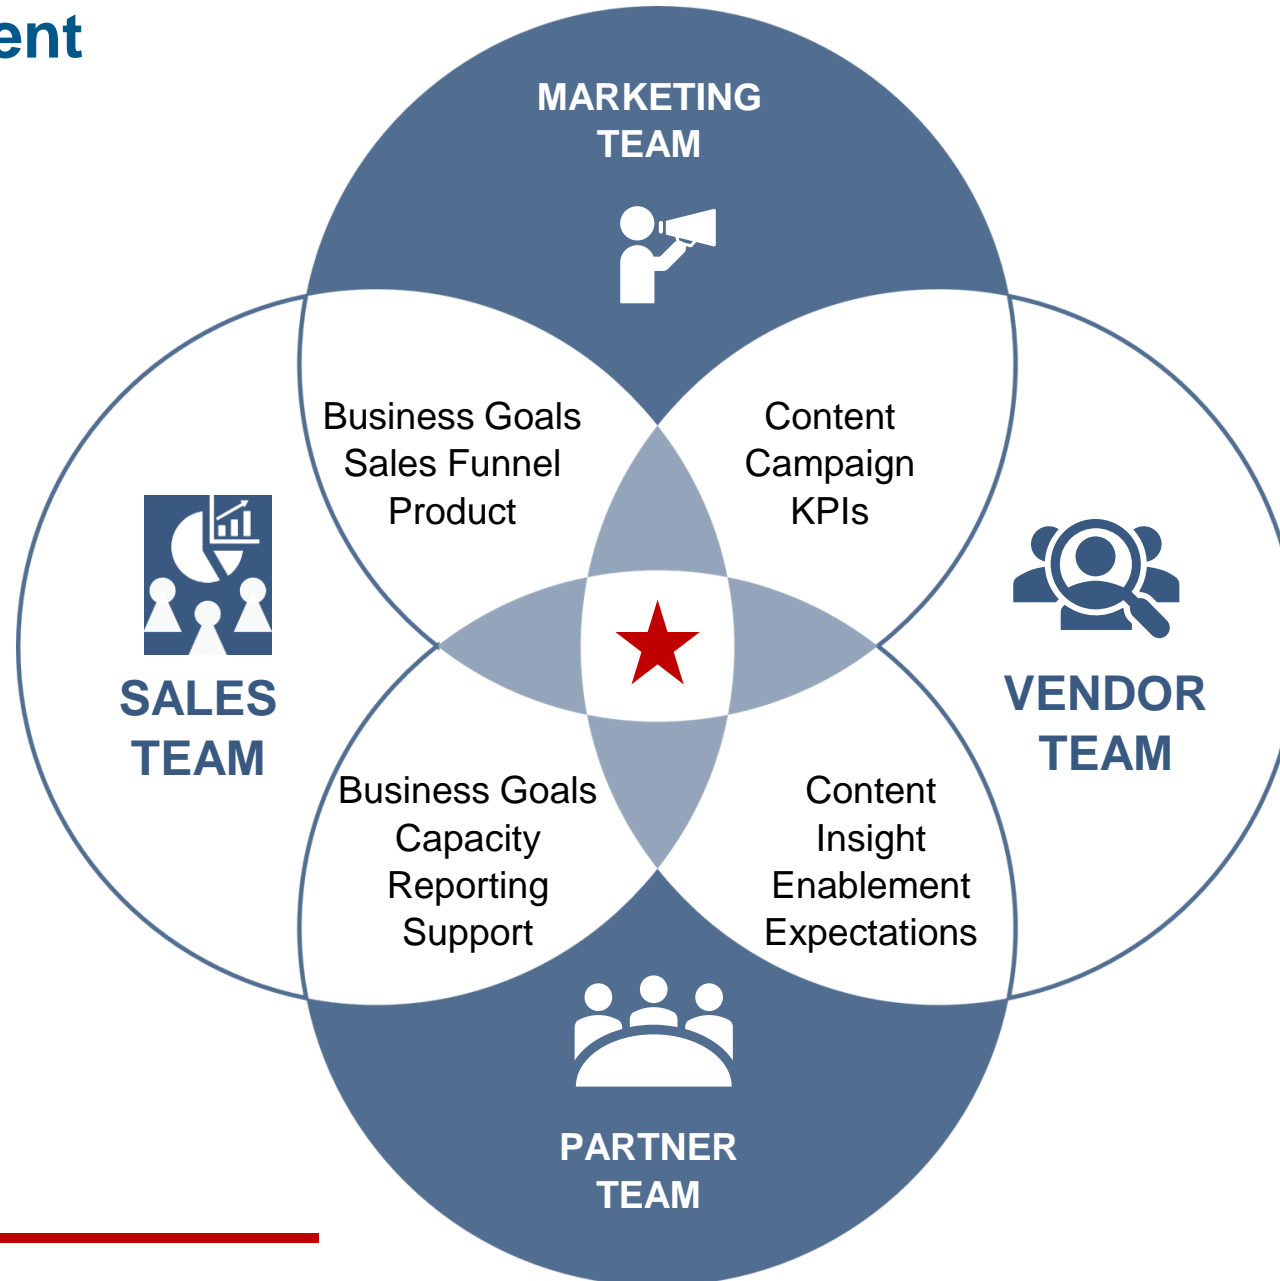 ent
MARKETING
TEAM
Business Goals
Sales Funnel
Product
Content
Campaign
KPIs
SALES
TEAM
VENDOR
TEAM
Business Goals
Capacity
Reporting
Support
Content
Insight
Enablement
Expectations
PARTNER
TEAM